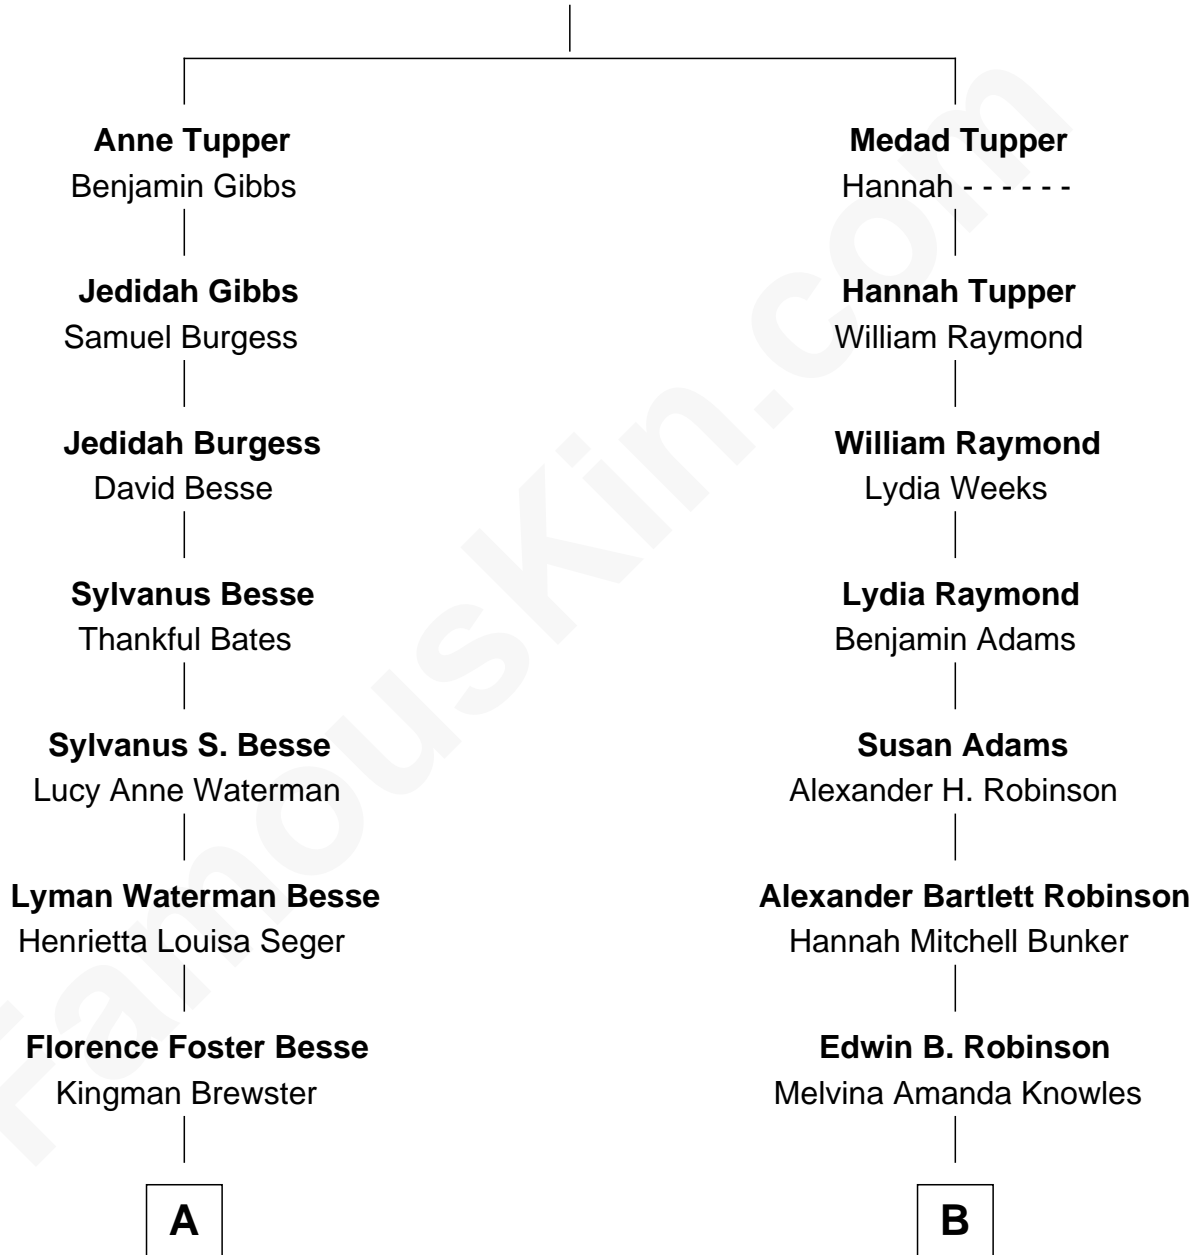 Anne Tupper
Benjamin Gibbs
Jedidah Gibbs
Samuel Burgess
Jedidah Burgess
David Besse
Sylvanus Besse
Thankful Bates
Sylvanus S. Besse
Lucy Anne Waterman
Lyman Waterman Besse
Henrietta Louisa Seger
Florence Foster Besse
Kingman Brewster
A
Medad Tupper
Hannah - - - - - -
Hannah Tupper
William Raymond
William Raymond
Lydia Weeks
Lydia Raymond
Benjamin Adams
Susan Adams
Alexander H. Robinson
Alexander Bartlett Robinson
Hannah Mitchell Bunker
Edwin B. Robinson
Melvina Amanda Knowles
B
FamousKin.com